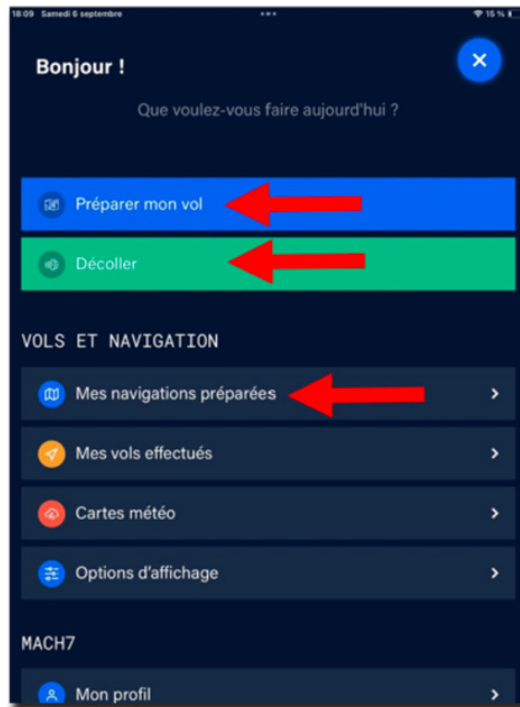 18:09 Samedi 6 septembre ••• 15 %
Bonjour !
Que voulez-vous faire aujourd'hui ?
Préparer mon vol
Décoller
VOLS ET NAVIGATION
Mes navigations préparées
Mes vols effectués
Cartes météo
Options d'affichage
MACH7
Mon profil